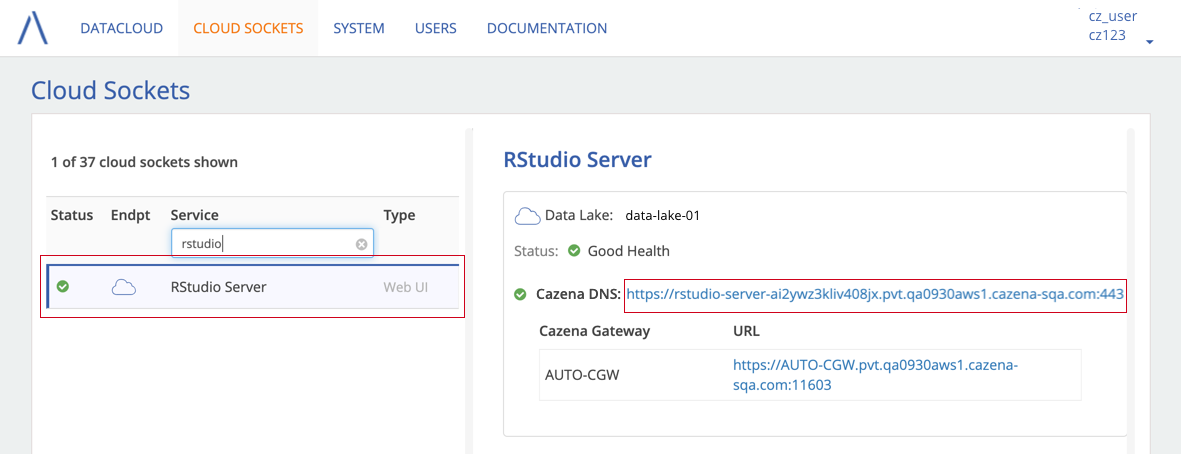 DATACLOUD CLOUD SOCKETS SYSTEM USERS DOCUMENTATION
cz_user
cz123
Cloud Sockets
1 of 37 cloud sockets shown
Status Endpt Service Type
rstudio
RStudio Server Web UI
RStudio Server
Data Lake: data-lake-01
Status: Good Health
Cazena DNS: https://rstudio-server-ai2ywz3kliv408jx.pvt.qa0930aws1.cazena-sqa.com:443
Cazena Gateway URL
AUTO-CGW https://AUTO-CGW.pvt.qa0930aws1.cazena-
sqa.com:11603